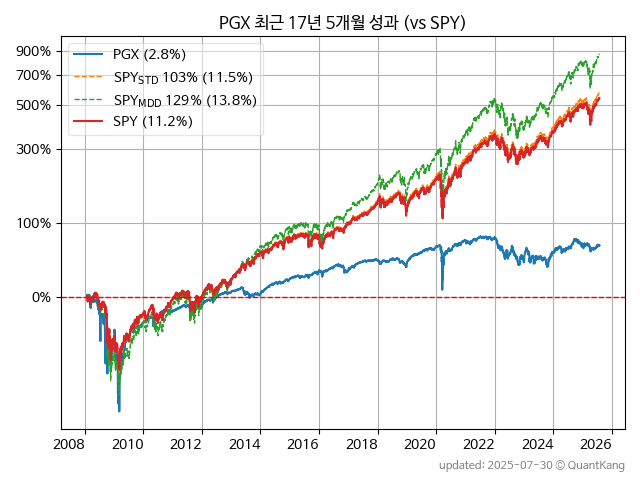 PGX 최근 17년 5개월 성과 (vs SPY)
900%
700%
500%
300%
100%
0%
PGX (2.8%)
SPY_STD 103% (11.5%)
SPY_MDD 129% (13.8%)
SPY (11.2%)
2008 2010 2012 2014 2016 2018 2020 2022 2024 2026
updated: 2025-07-30 © QuantKang